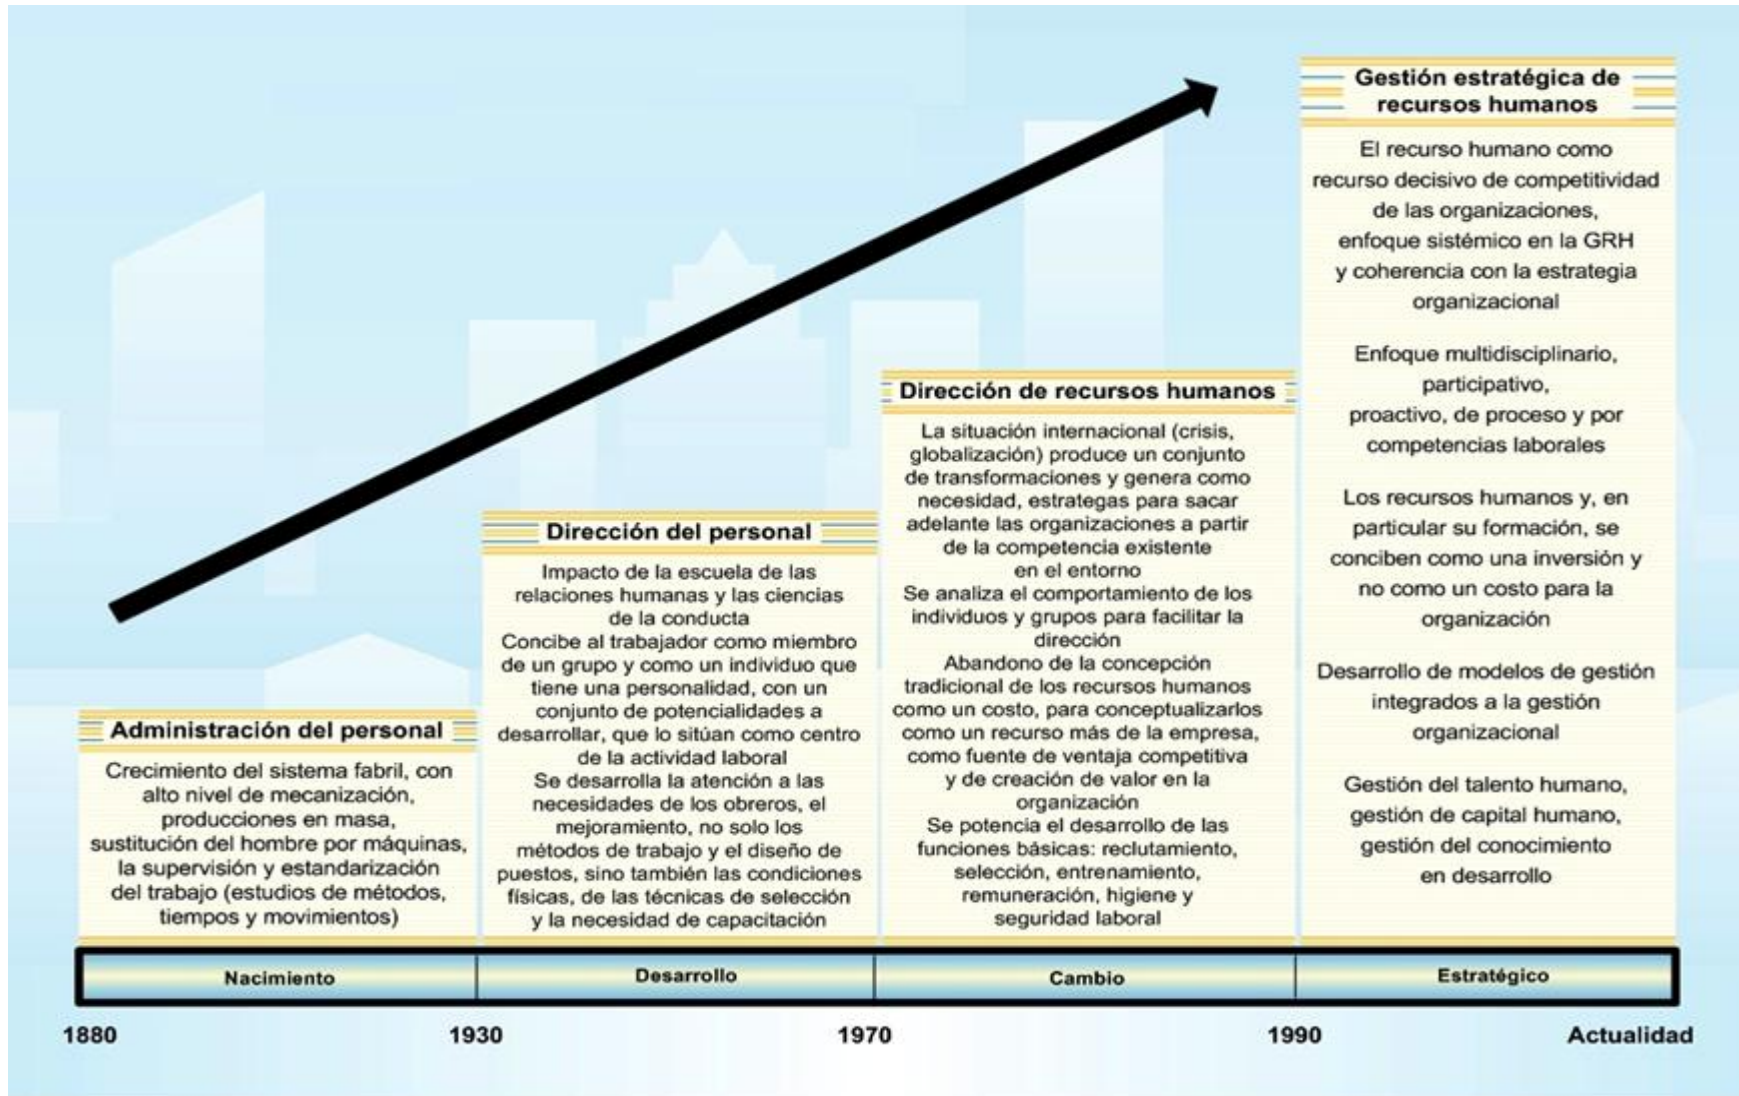 Administración del personal
Crecimiento del sistema fabril, con
alto nivel de mecanización,
producciones en masa,
sustitución del hombre por máquinas,
la supervisión y estandarización
del trabajo (estudios de métodos,
tiempos y movimientos)
Dirección del personal
Impacto de la escuela de las
relaciones humanas y las ciencias
de la conducta
Concibe al trabajador como miembro
de un grupo y como un individuo que
tiene una personalidad, con un
conjunto de potencialidades a
desarrollar, que lo sitúan como centro
de la actividad laboral
Se desarrolla la atención a las
necesidades de los obreros, el
mejoramiento, no solo los
métodos de trabajo y el diseño de
puestos, sino también las condiciones
físicas, de las técnicas de selección
y la necesidad de capacitación
Dirección de recursos humanos
La situación internacional (crisis,
globalización) produce un conjunto
de transformaciones y genera como
necesidad, estrategas para sacar
adelante las organizaciones a partir
de la competencia existente
en el entorno
Se analiza el comportamiento de los
individuos y grupos para facilitar la
dirección
Abandono de la concepción
tradicional de los recursos humanos
como un costo, para conceptualizarlos
como un recurso más de la empresa,
como fuente de ventaja competitiva
y de creación de valor en la
organización
Se potencia el desarrollo de las
funciones básicas: reclutamiento,
selección, entrenamiento,
remuneración, higiene y
seguridad laboral
Gestión estratégica de
recursos humanos
El recurso humano como
recurso decisivo de competitividad
de las organizaciones,
enfoque sistémico en la GRH
y coherencia con la estrategia
organizacional
Enfoque multidisciplinario,
participativo,
proactivo, de proceso y por
competencias laborales
Los recursos humanos y, en
particular su formación, se
conciben como una inversión y
no como un costo para la
organización
Desarrollo de modelos de gestión
integrados a la gestión
organizacional
Gestión del talento humano,
gestión de capital humano,
gestión del conocimiento
en desarrollo
Nacimiento
Desarrollo
Cambio
Estratégico
1880
1930
1970
1990
Actualidad